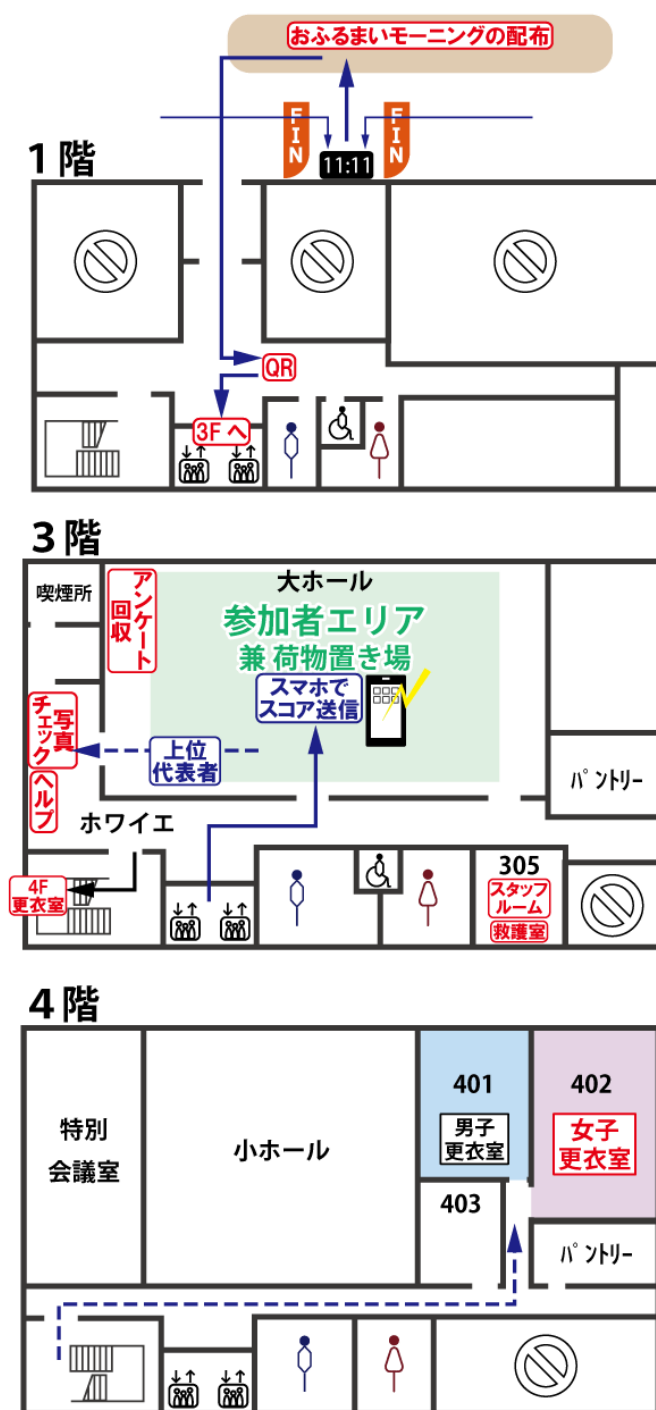 おふるまいモーニングの配布
FIN
FIN
11:11
1階
QR
3Fへ
3階
喫煙所
アンケート
回収
大ホール
参加者エリア
兼 荷物置き場
スマホで
スコア送信
写真
チェック
上位
代表者
ヘルプ
パントリー
ホワイエ
4F
更衣室
305
スタッフ
ルーム
救護室
4階
特別
会議室
小ホール
401
男子
更衣室
402
女子
更衣室
403
パントリー